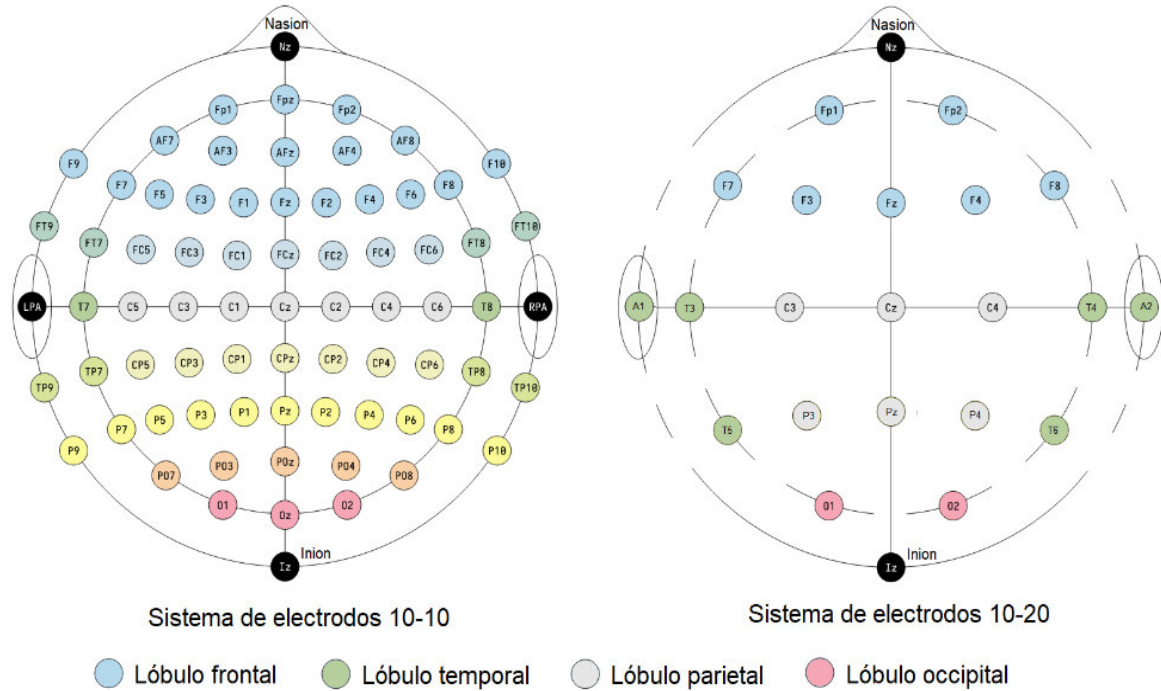 Nasion
Nz
Fp1 Fpz Fp2
AF7 AF3 AFz AF4 AF8
F9 F7 F5 F3 F1 Fz F2 F4 F6 F8 F10
FT9 FT7 FC5 FC3 FC1 FCz FC2 FC4 FC6 FT8 FT10
LPA T7 C5 C3 C1 Cz C2 C4 C6 T8 RPA
TP9 TP7 CP5 CP3 CP1 CPz CP2 CP4 CP6 TP8 TP10
P9 P7 P5 P3 P1 Pz P2 P4 P6 P8 P10
PO7 PO3 POz PO4 PO8
O1 Oz O2
Inion
Iz
Sistema de electrodos 10-10
Nasion
Nz
Fp1 Fp2
F7 F3 Fz F4 F8
A1 T3 C3 Cz C4 T4 A2
T5 P3 Pz P4 T6
O1 O2
Inion
Iz
Sistema de electrodos 10-20
Lóbulo frontal
Lóbulo temporal
Lóbulo parietal
Lóbulo occipital